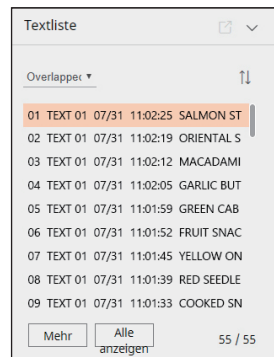 Textliste
Overlapped
01 TEXT 01 07/31 11:02:25 SALMON ST
02 TEXT 01 07/31 11:02:19 ORIENTAL S
03 TEXT 01 07/31 11:02:12 MACADAMI
04 TEXT 01 07/31 11:02:05 GARLIC BUT
05 TEXT 01 07/31 11:01:59 GREEN CAB
06 TEXT 01 07/31 11:01:52 FRUIT SNAC
07 TEXT 01 07/31 11:01:45 YELLOW ON
08 TEXT 01 07/31 11:01:39 RED SEEDLE
09 TEXT 01 07/31 11:01:33 COOKED SN
Mehr
Alle
anzeigen
55 / 55